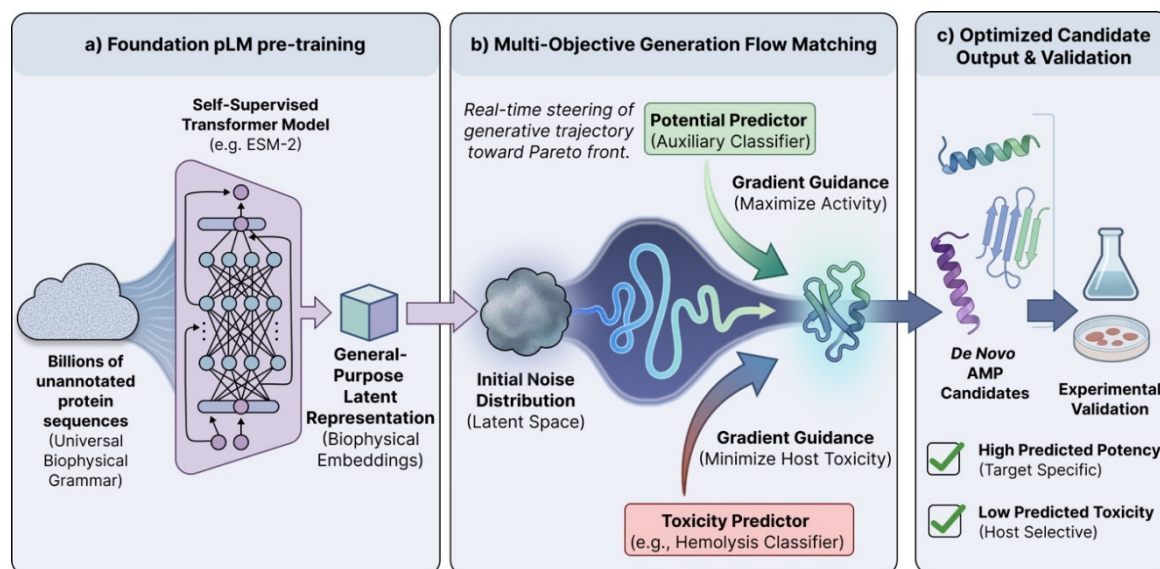 a) Foundation pLM pre-training
Self-Supervised
Transformer Model
(e.g. ESM-2)
Billions of
unannotated
protein
sequences
(Universal
Biophysical
Grammar)
General-
Purpose
Latent
Representation
(Biophysical
Embeddings)
b) Multi-Objective Generation Flow Matching
Real-time steering of
generative trajectory
toward Pareto front.
Potential Predictor
(Auxiliary Classifier)
Gradient Guidance
(Maximize Activity)
Initial Noise
Distribution
(Latent Space)
Gradient Guidance
(Minimize Host Toxicity)
Toxicity Predictor
(e.g., Hemolysis Classifier)
c) Optimized Candidate
Output & Validation
De Novo
AMP
Candidates
Experimental
Validation
High Predicted Potency
(Target Specific)
Low Predicted Toxicity
(Host Selective)